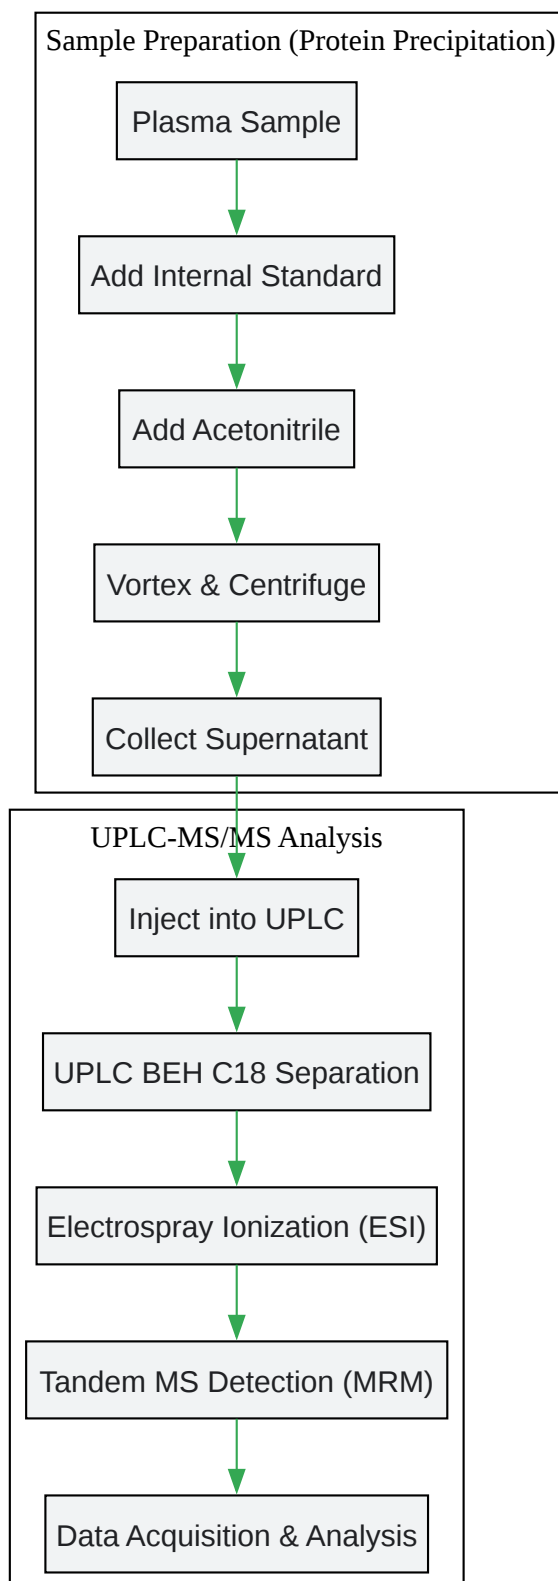 Sample Preparation (Protein Precipitation)
Plasma Sample
Add Internal Standard
Add Acetonitrile
Vortex & Centrifuge
Collect Supernatant
UPLC-MS/MS Analysis
Inject into UPLC
UPLC BEH C18 Separation
Electrospray Ionization (ESI)
Tandem MS Detection (MRM)
Data Acquisition & Analysis